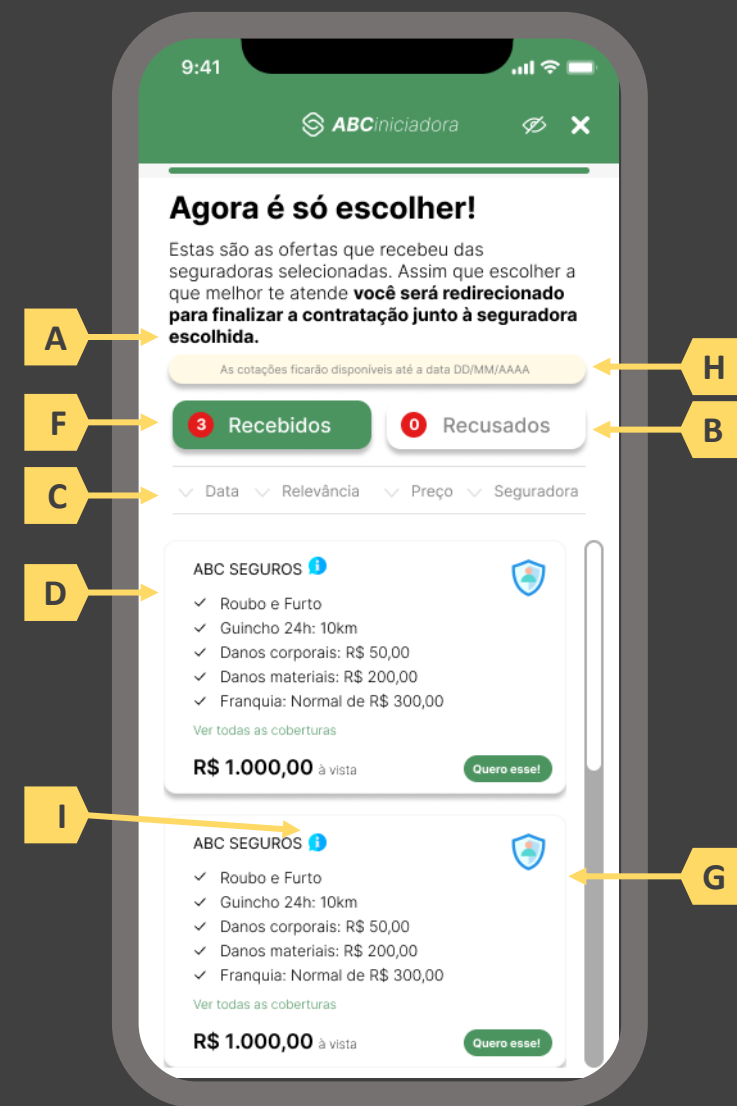 9:41
ABCiniciadora
Agora é só escolher!
Estas são as ofertas que recebeu das
seguradoras selecionadas. Assim que escolher a
que melhor te atende você será redirecionado
para finalizar a contratação junto à seguradora
escolhida.
A
As cotações ficarão disponíveis até a data DD/MM/AAAA
H
F
3 Recebidos
0 Recusados
B
C
Data Relevância Preço Seguradora
D
ABC SEGUROS i
Roubo e Furto
Guincho 24h: 10km
Danos corporais: R$ 50,00
Danos materiais: R$ 200,00
Franquia: Normal de R$ 300,00
Ver todas as coberturas
R$ 1.000,00 à vista
Quero esse!
I
ABC SEGUROS i
Roubo e Furto
G
Guincho 24h: 10km
Danos corporais: R$ 50,00
Danos materiais: R$ 200,00
Franquia: Normal de R$ 300,00
Ver todas as coberturas
R$ 1.000,00 à vista
Quero esse!